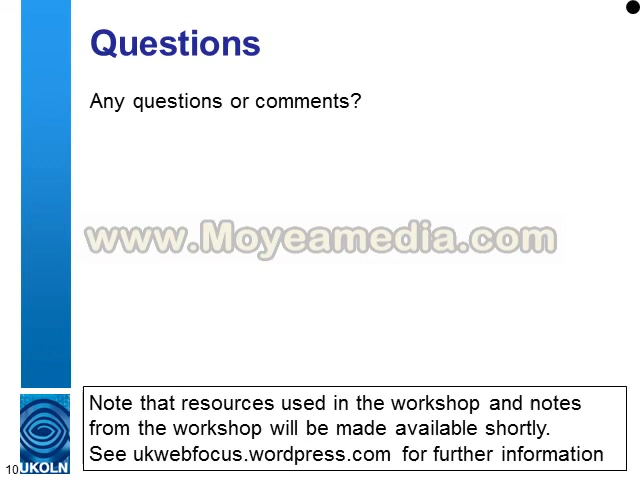 Questions
Any questions or comments?
www.Moyeamedia.com
Note that resources used in the workshop and notes
from the workshop will be made available shortly.
See ukwebfocus.wordpress.com for further information
10
UKOLN